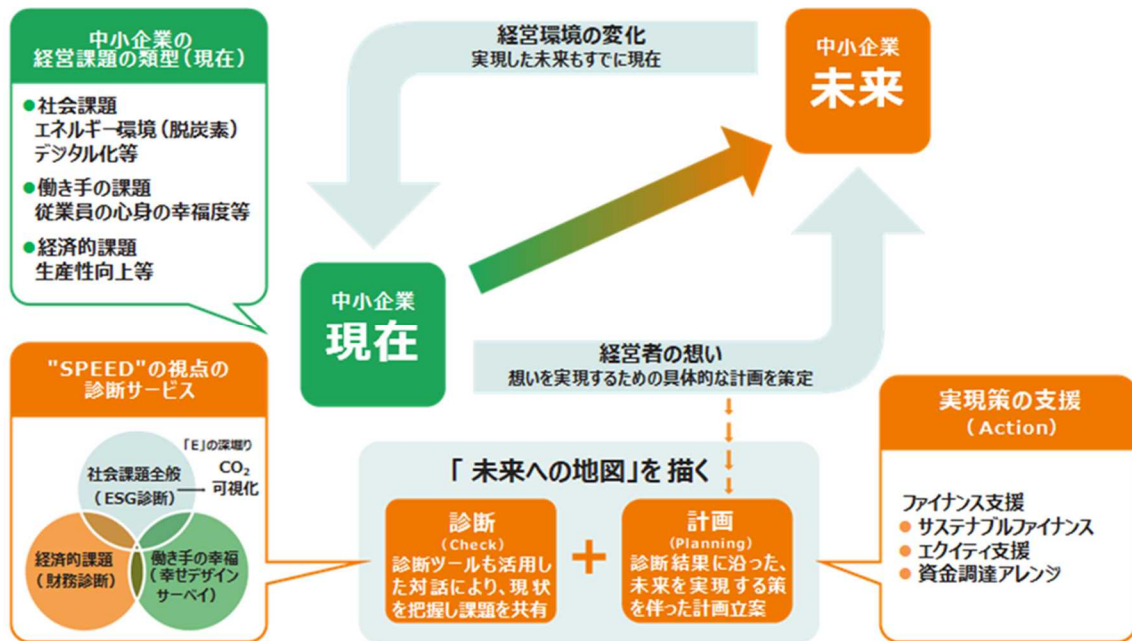 中小企業の
経営課題の類型（現在）
●社会課題
エネルギー環境（脱炭素）
デジタル化等
●働き手の課題
従業員の心身の幸福度等
●経済的課題
生産性向上等
経営環境の変化
実現した未来もすでに現在
中小企業
未来
中小企業
現在
経営者の想い
想いを実現するための具体的な計画を策定
"SPEED"の視点の
診断サービス
「E」の深堀り
社会課題全般
（ESG診断）
CO₂
可視化
経済的課題
（財務診断）
働き手の幸福
（幸せデザイン
サーベイ）
「未来への地図」を描く
診断
（Check）
診断ツールも活用し
た対話により、現状
を把握し課題を共有
＋
計画
（Planning）
診断結果に沿った、
未来を実現する策
を伴った計画立案
実現策の支援
（Action）
ファイナンス支援
● サステナブルファイナンス
● エクイティ支援
● 資金調達アレンジ